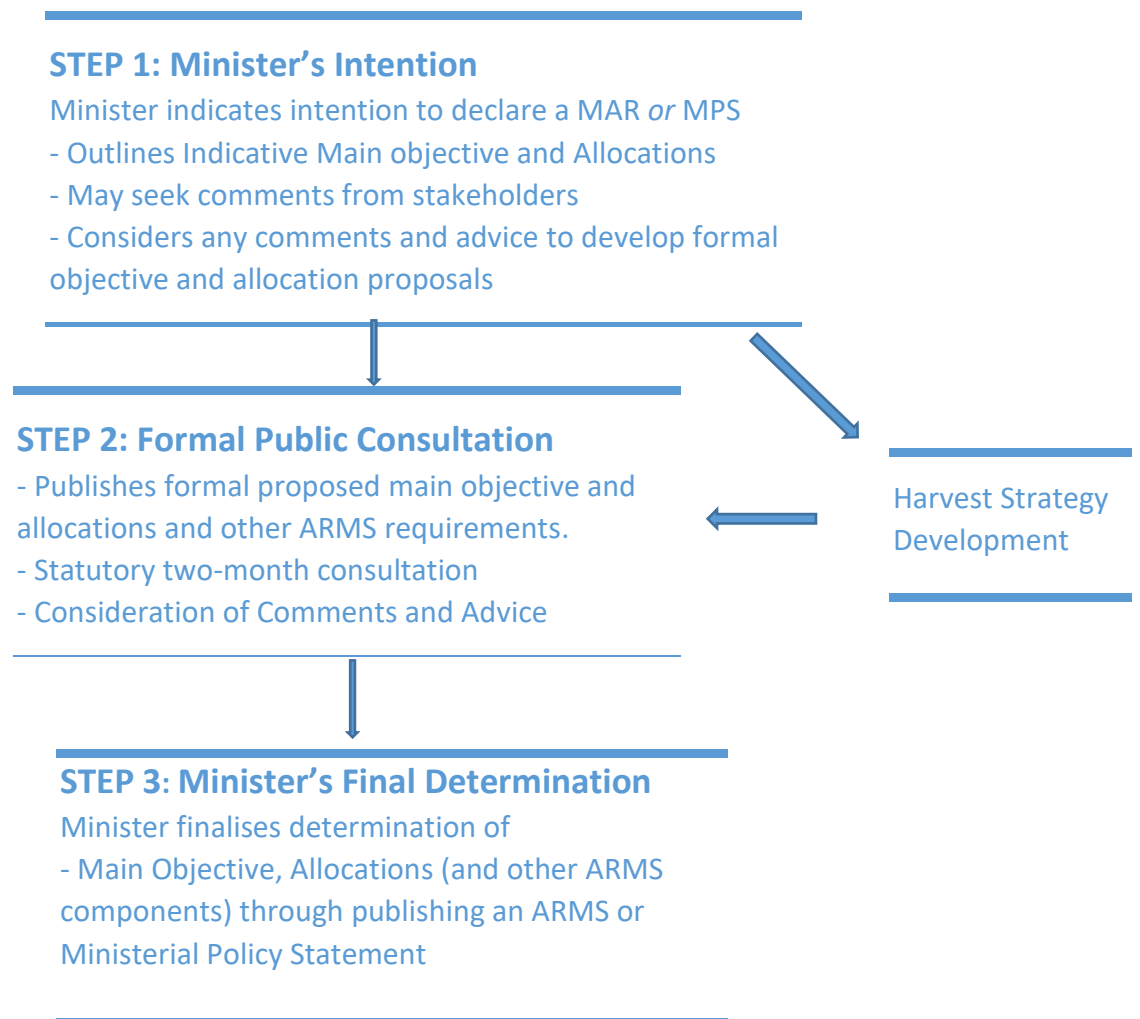 STEP 1: Minister’s Intention
Minister indicates intention to declare a MAR or MPS
- Outlines Indicative Main objective and Allocations
- May seek comments from stakeholders
- Considers any comments and advice to develop formal
objective and allocation proposals
STEP 2: Formal Public Consultation
- Publishes formal proposed main objective and
allocations and other ARMS requirements.
- Statutory two-month consultation
- Consideration of Comments and Advice
Harvest Strategy
Development
STEP 3: Minister’s Final Determination
Minister finalises determination of
- Main Objective, Allocations (and other ARMS
components) through publishing an ARMS or
Ministerial Policy Statement